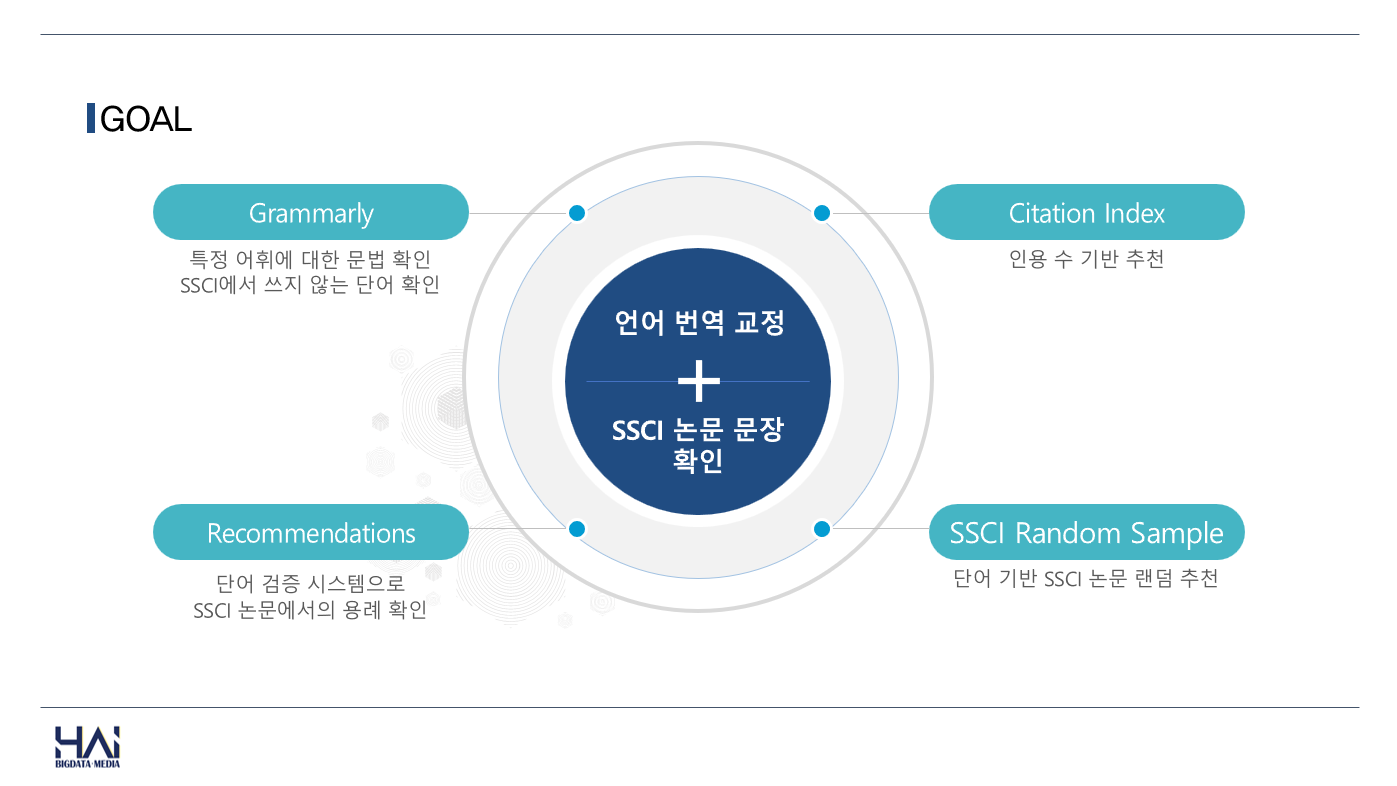 GOAL
Grammarly
특정 어휘에 대한 문법 확인
SSCI에서 쓰지 않는 단어 확인
Citation Index
인용 수 기반 추천
언어 번역 교정
+
SSCI 논문 문장
확인
Recommendations
단어 검증 시스템으로
SSCI 논문에서의 용례 확인
SSCI Random Sample
단어 기반 SSCI 논문 랜덤 추천
HAI
BIGDATA·MEDIA